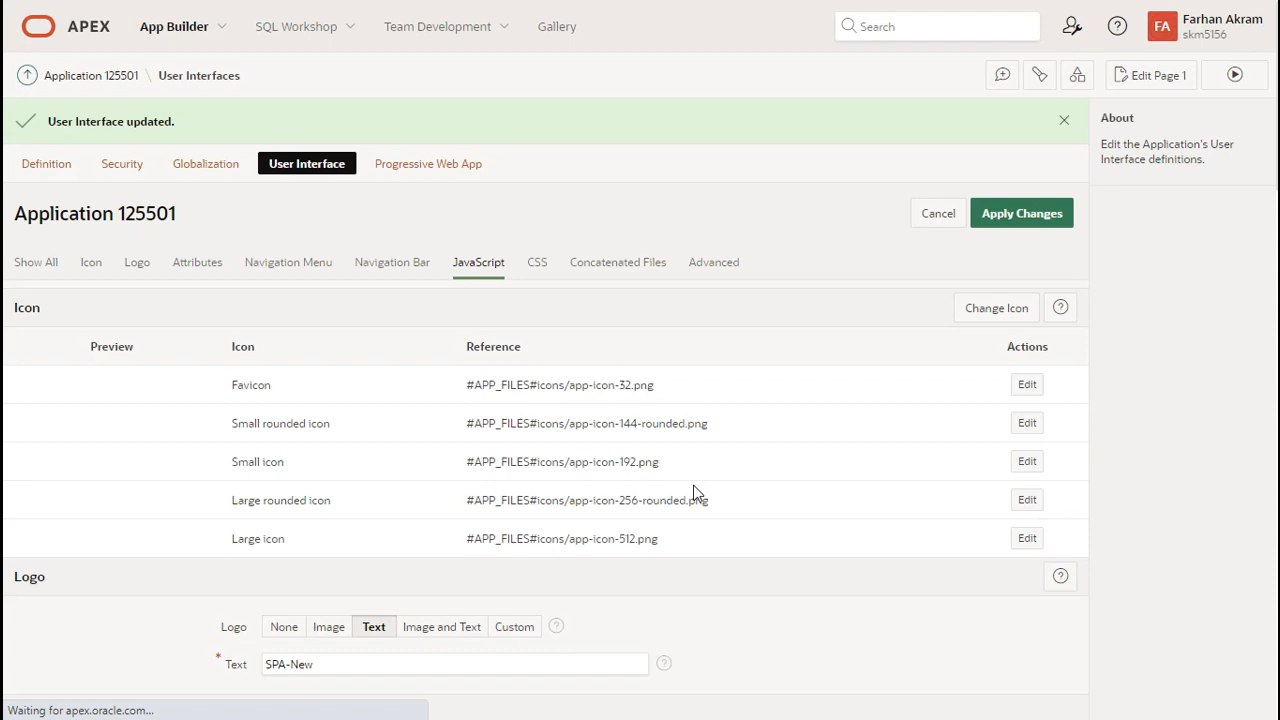 APEX App Builder SQL Workshop Team Development Gallery Search FA Farhan Akram
skm5156
Application 125501 \ User Interfaces Edit Page 1
User Interface updated.
About
Edit the Application's User
Interface definitions.
Definition Security Globalization User Interface Progressive Web App
Application 125501 Cancel Apply Changes
Show All Icon Logo Attributes Navigation Menu Navigation Bar JavaScript CSS Concatenated Files Advanced
Icon Change Icon
Preview Icon Reference Actions
Favicon #APP_FILES#icons/app-icon-32.png Edit
Small rounded icon #APP_FILES#icons/app-icon-144-rounded.png Edit
Small icon #APP_FILES#icons/app-icon-192.png Edit
Large rounded icon #APP_FILES#icons/app-icon-256-rounded.png Edit
Large icon #APP_FILES#icons/app-icon-512.png Edit
Logo
Logo None Image Text Image and Text Custom
* Text SPA-New
Waiting for apex.oracle.com...